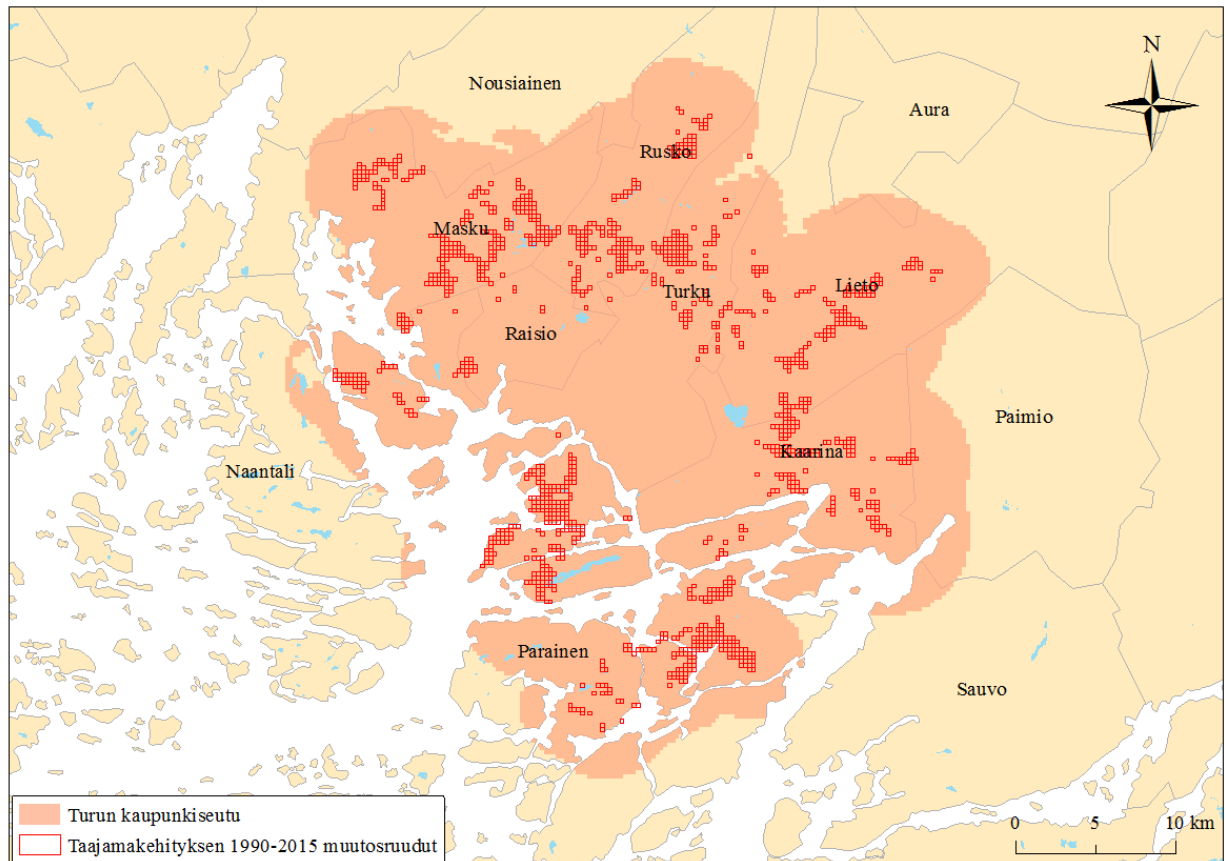 N
Nousiainen
Aura
Rusko
Masku
Lieto
Turku
Raisio
Paimio
Kaarina
Naantali
Parainen
Sauvo
Turun kaupunkiseutu
Taajamakehityksen 1990-2015 muutosruudut
0 5 10 km